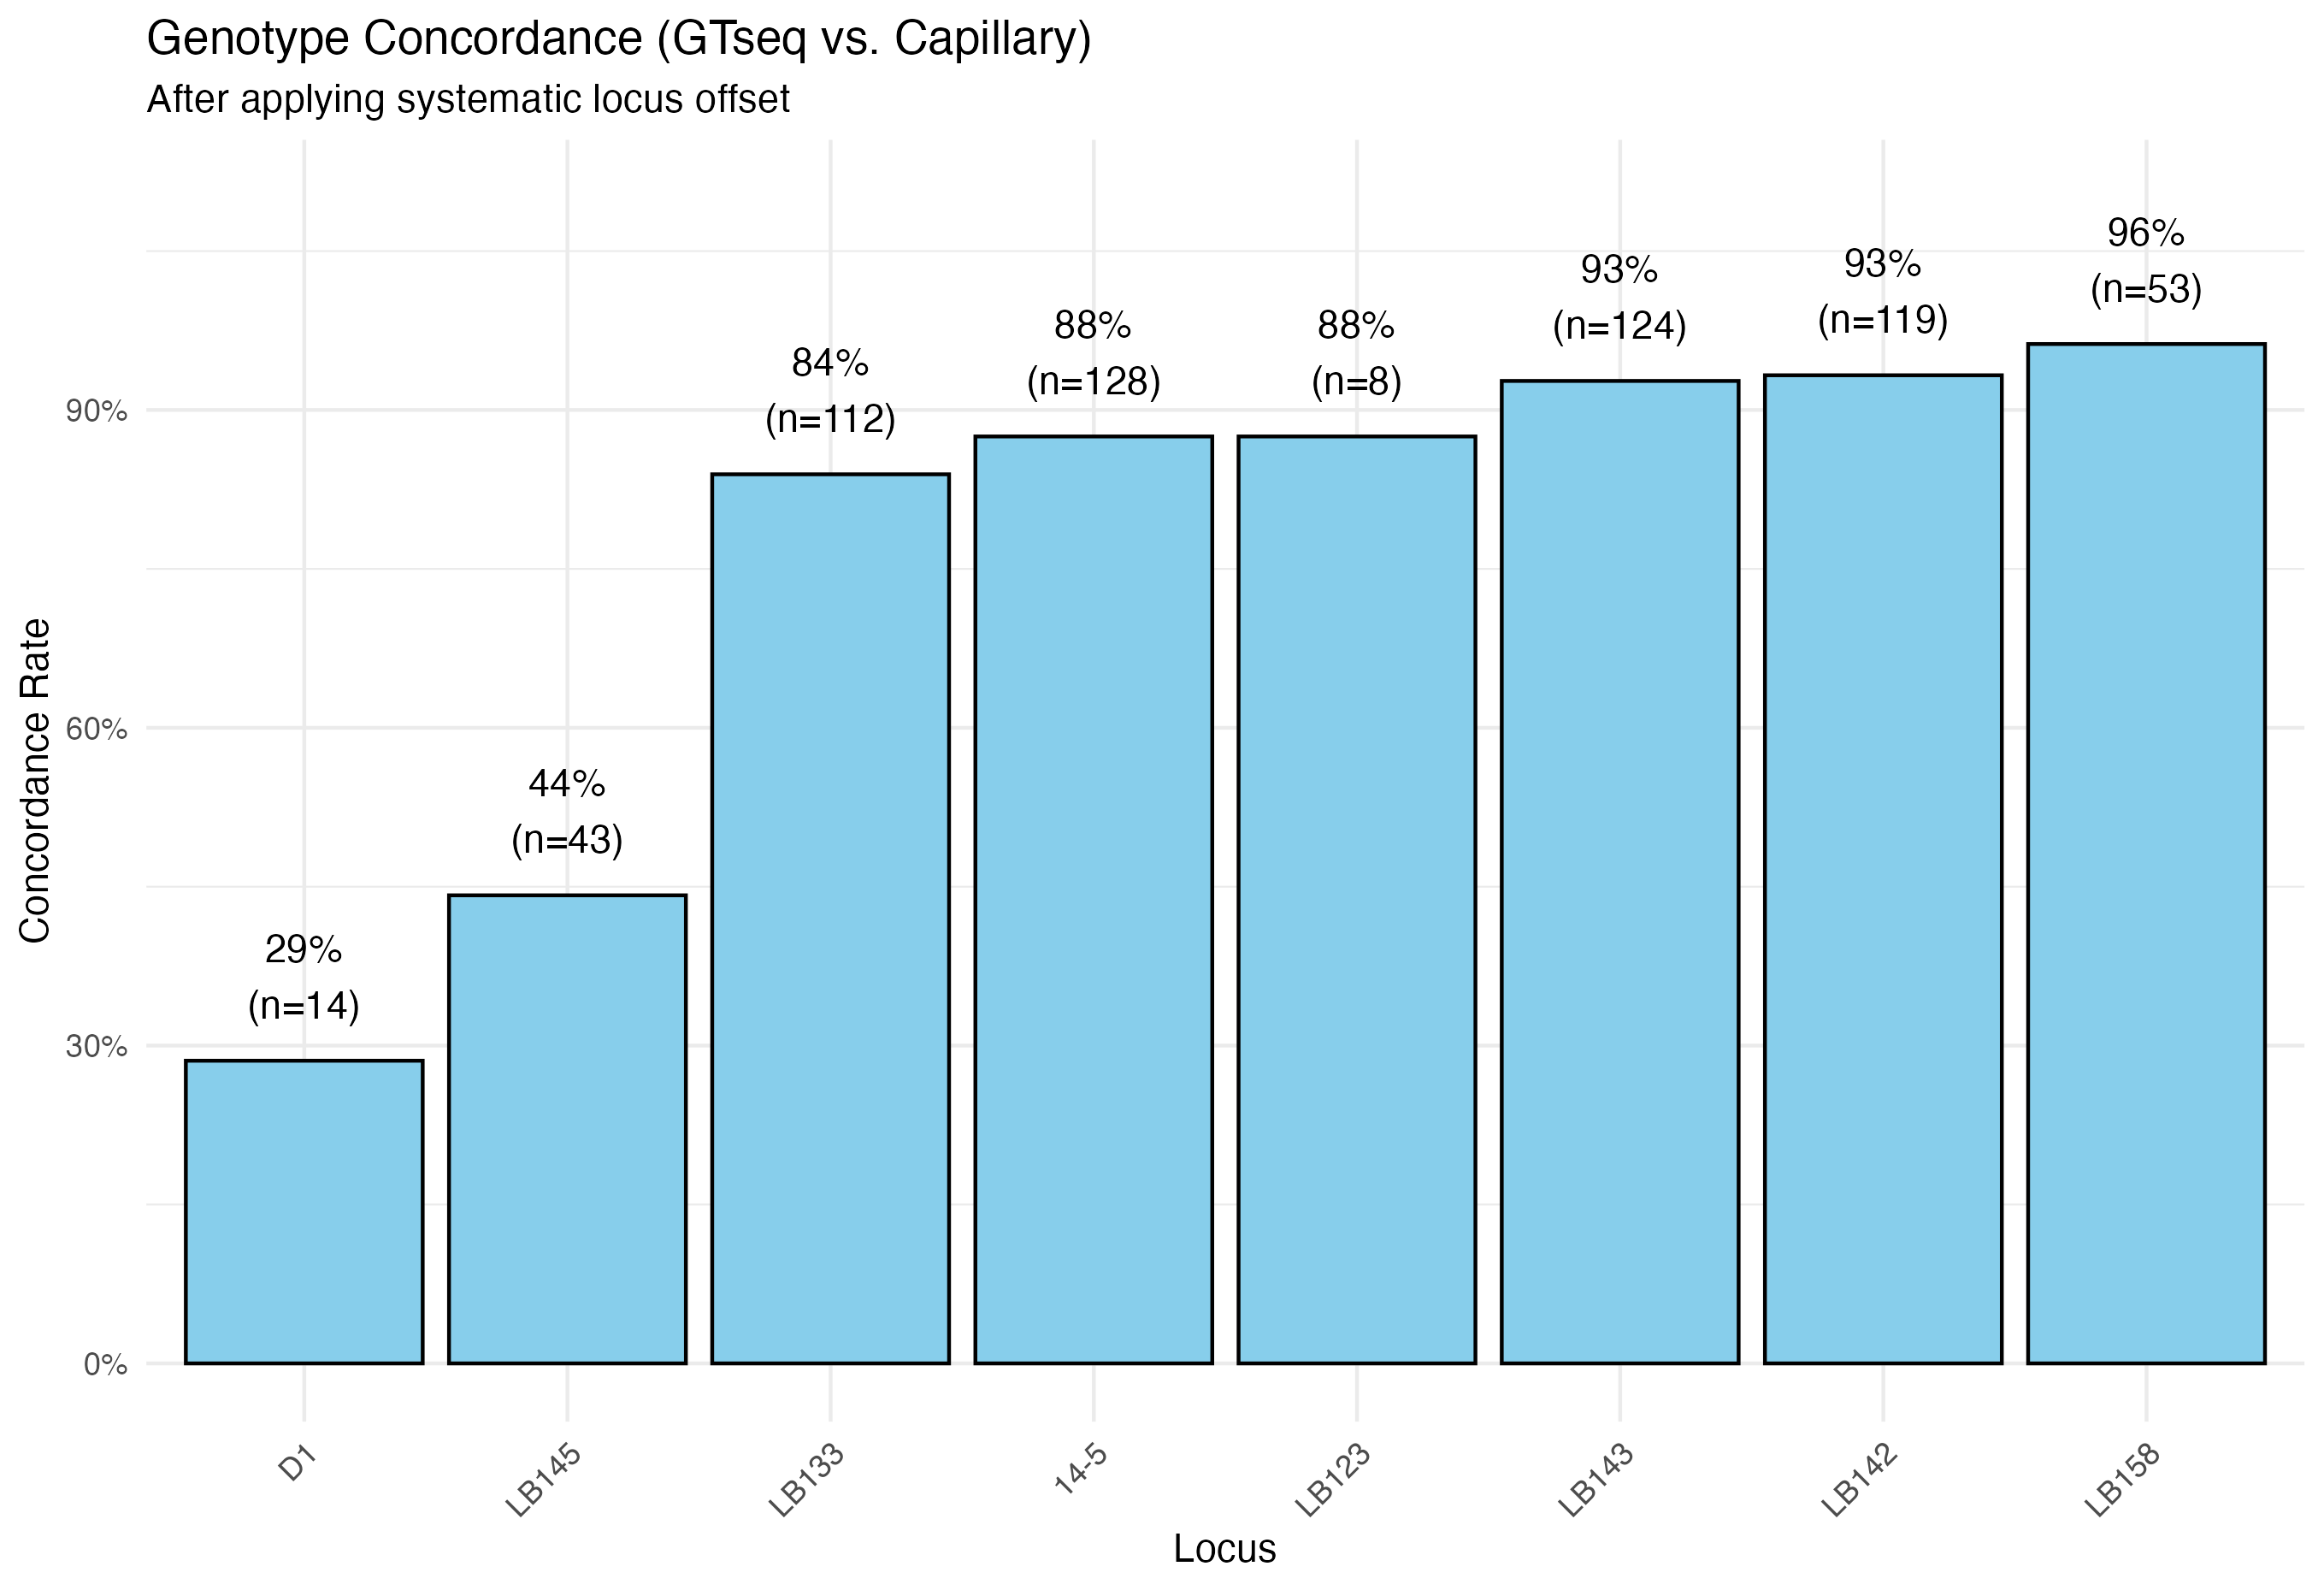 Genotype Concordance (GTseq vs. Capillary)
After applying systematic locus offset
96%
(n=53)
93%
(n=119)
93%
(n=124)
88%
(n=128)
88%
(n=8)
84%
(n=112)
44%
(n=43)
29%
(n=14)
90%
60%
30%
0%
Concordance Rate
D1
LB145
LB133
14-5
LB123
LB143
LB142
LB158
Locus